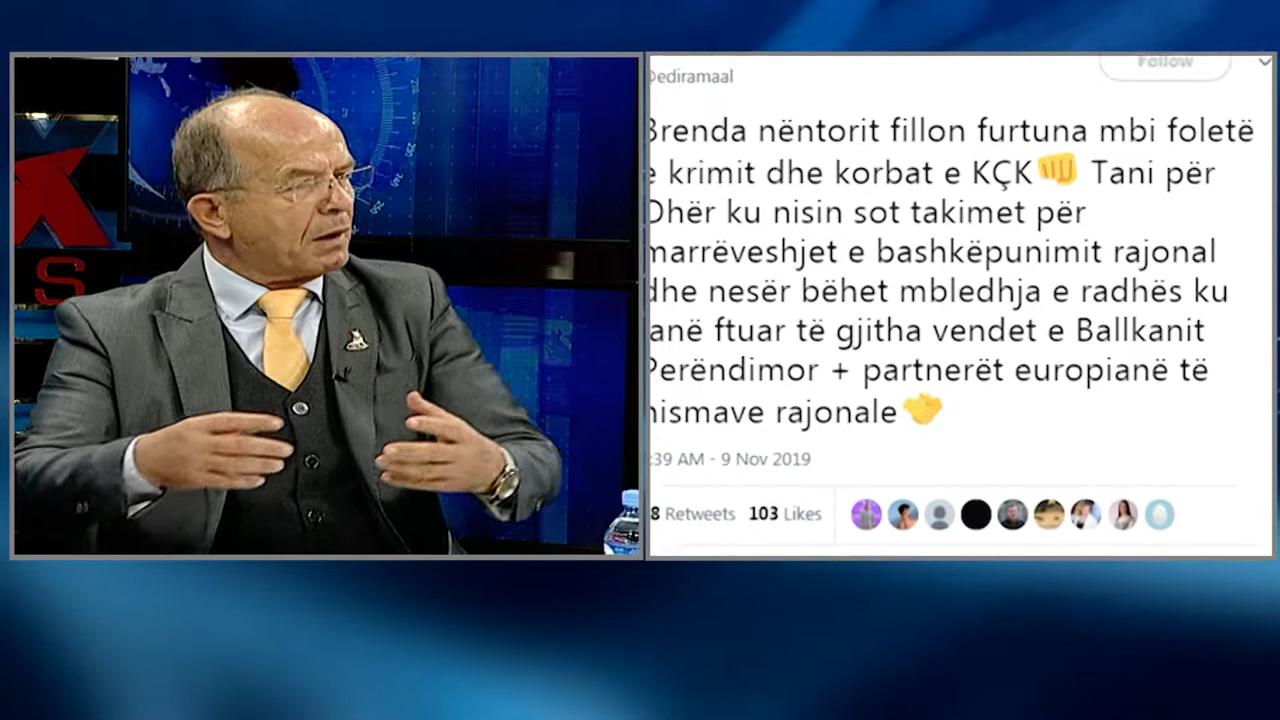 ediramaal
Follow
Brenda nëntorit fillon furtuna mbi foletë
e krimit dhe korbat e KÇK👊 Tani për
Ohër ku nisin sot takimet për
marrëveshjet e bashkëpunimit rajonal
dhe nesër bëhet mbledhja e radhës ku
janë ftuar të gjitha vendet e Ballkanit
Perëndimor + partnerët europianë të
nismave rajonale🤝
:39 AM - 9 Nov 2019
8 Retweets 103 Likes
S
250